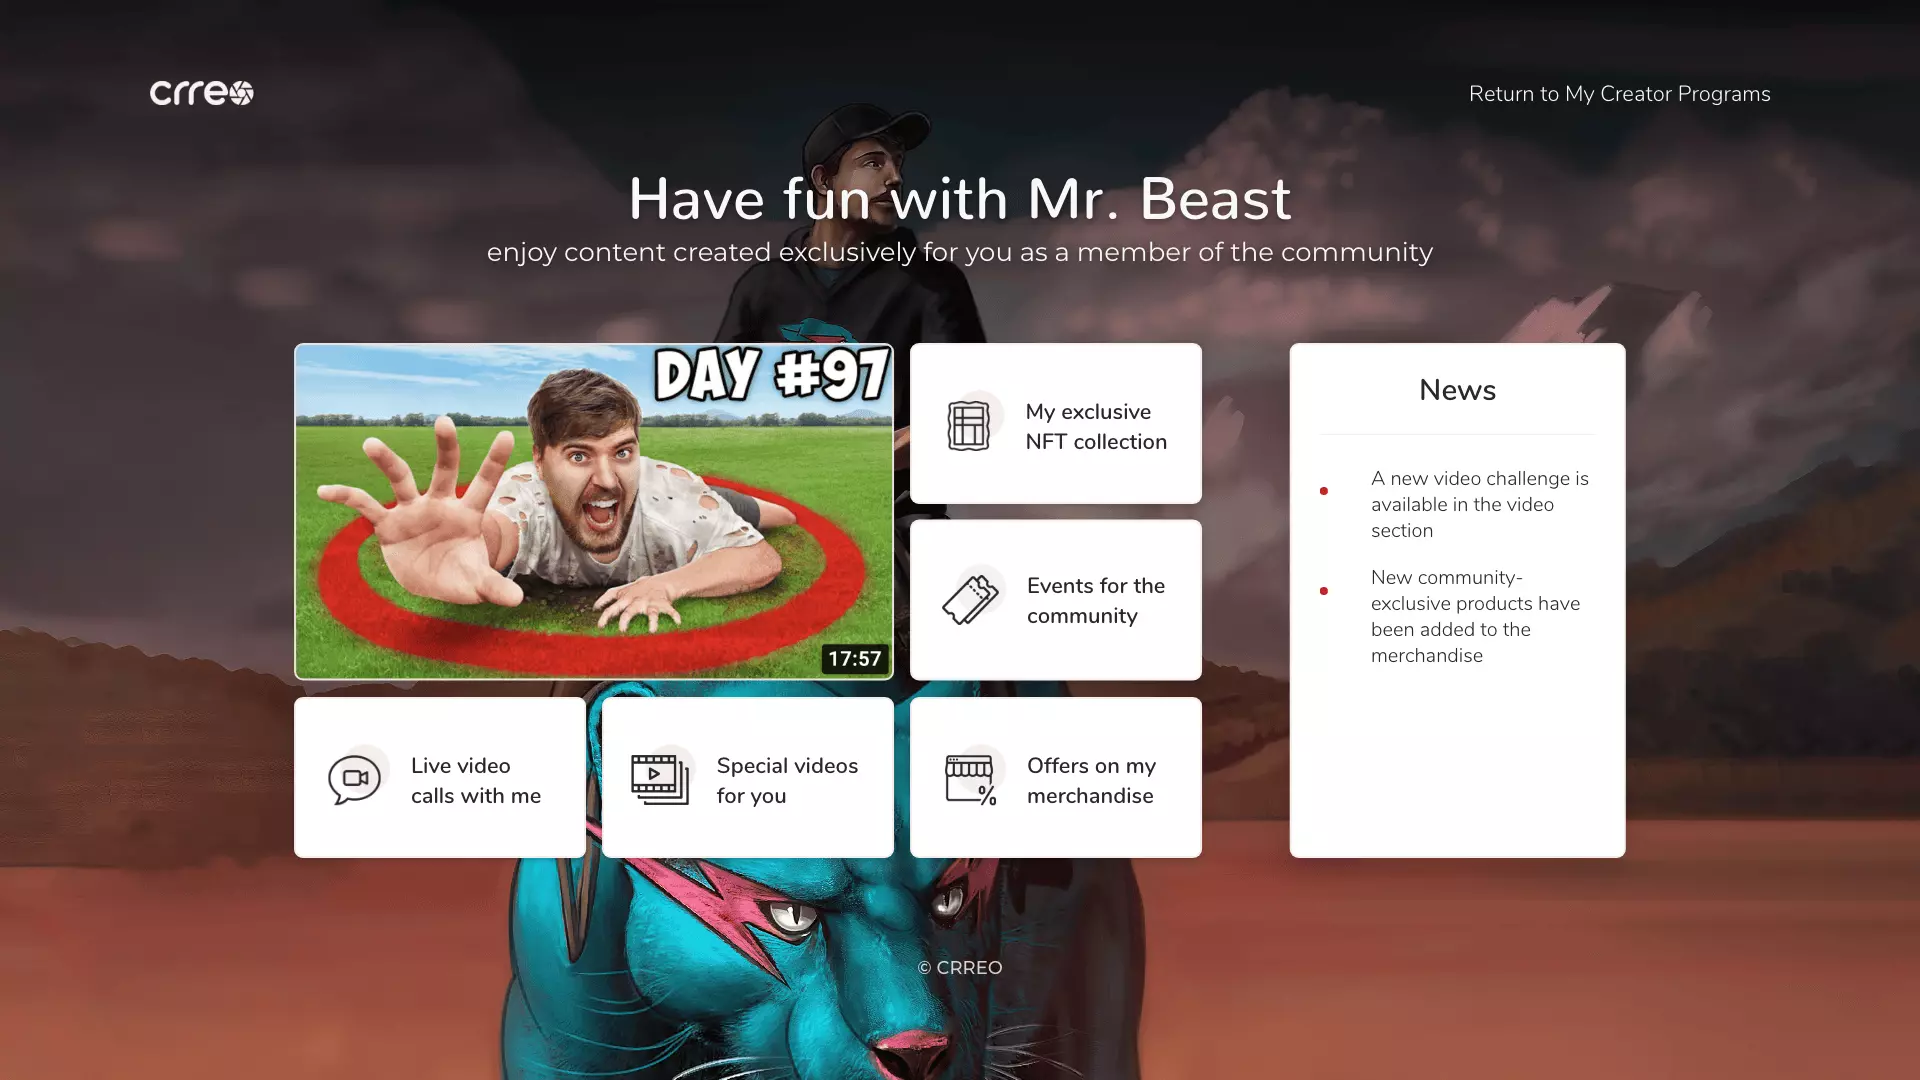 crreo
Return to My Creator Programs
Have fun with Mr. Beast
enjoy content created exclusively for you as a member of the community
DAY #97
17:57
My exclusive
NFT collection
Events for the
community
Live video
calls with me
Special videos
for you
Offers on my
merchandise
News
A new video challenge is
available in the video
section
New community-
exclusive products have
been added to the
merchandise
© CRREO